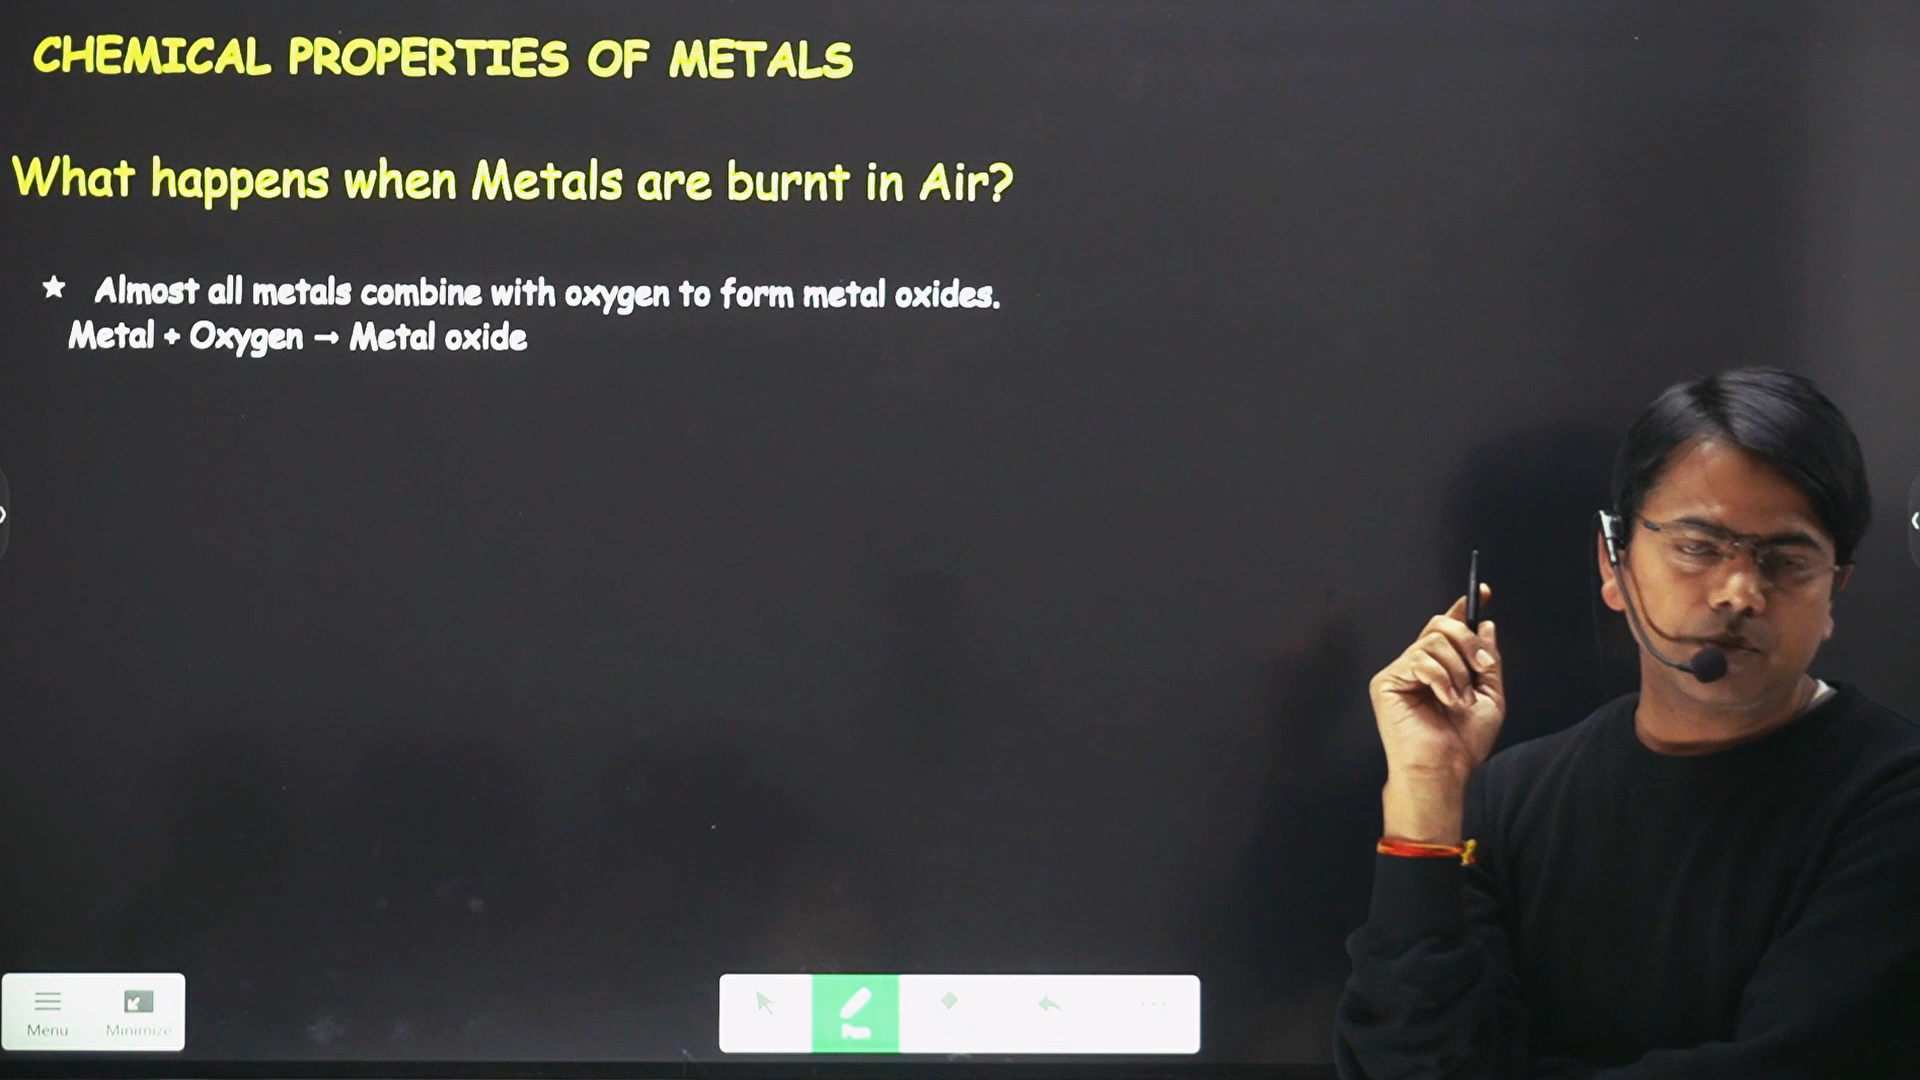 CHEMICAL PROPERTIES OF METALS
What happens when Metals are burnt in Air?
★ Almost all metals combine with oxygen to form metal oxides.
Metal + Oxygen → Metal oxide
Menu
Minimize
Pen